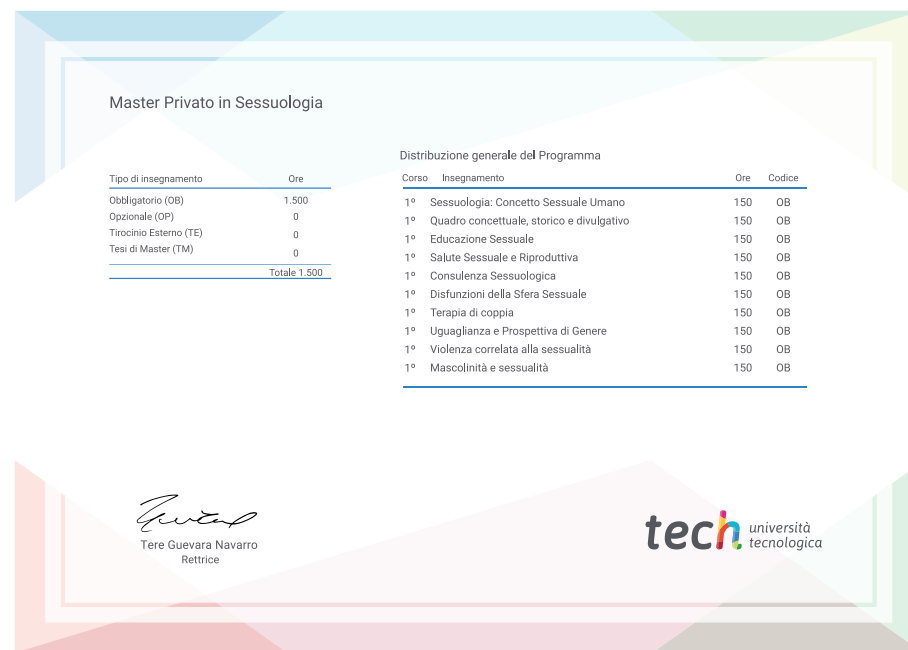 Master Privato in Sessuologia
Tipo di insegnamento Ore
Obbligatorio (OB) 1.500
Opzionale (OP) 0
Tirocinio Esterno (TE) 0
Tesi di Master (TM) 0
Totale 1.500
Distribuzione generale del Programma
Corso Insegnamento Ore Codice
1º Sessuologia: Concetto Sessuale Umano 150 OB
1º Quadro concettuale, storico e divulgativo 150 OB
1º Educazione Sessuale 150 OB
1º Salute Sessuale e Riproduttiva 150 OB
1º Consulenza Sessuologica 150 OB
1º Disfunzioni della Sfera Sessuale 150 OB
1º Terapia di coppia 150 OB
1º Uguaglianza e Prospettiva di Genere 150 OB
1º Violenza correlata alla sessualità 150 OB
1º Mascolinità e sessualità 150 OB
Tere Guevara Navarro
Rettrice
tech università
tecnologica